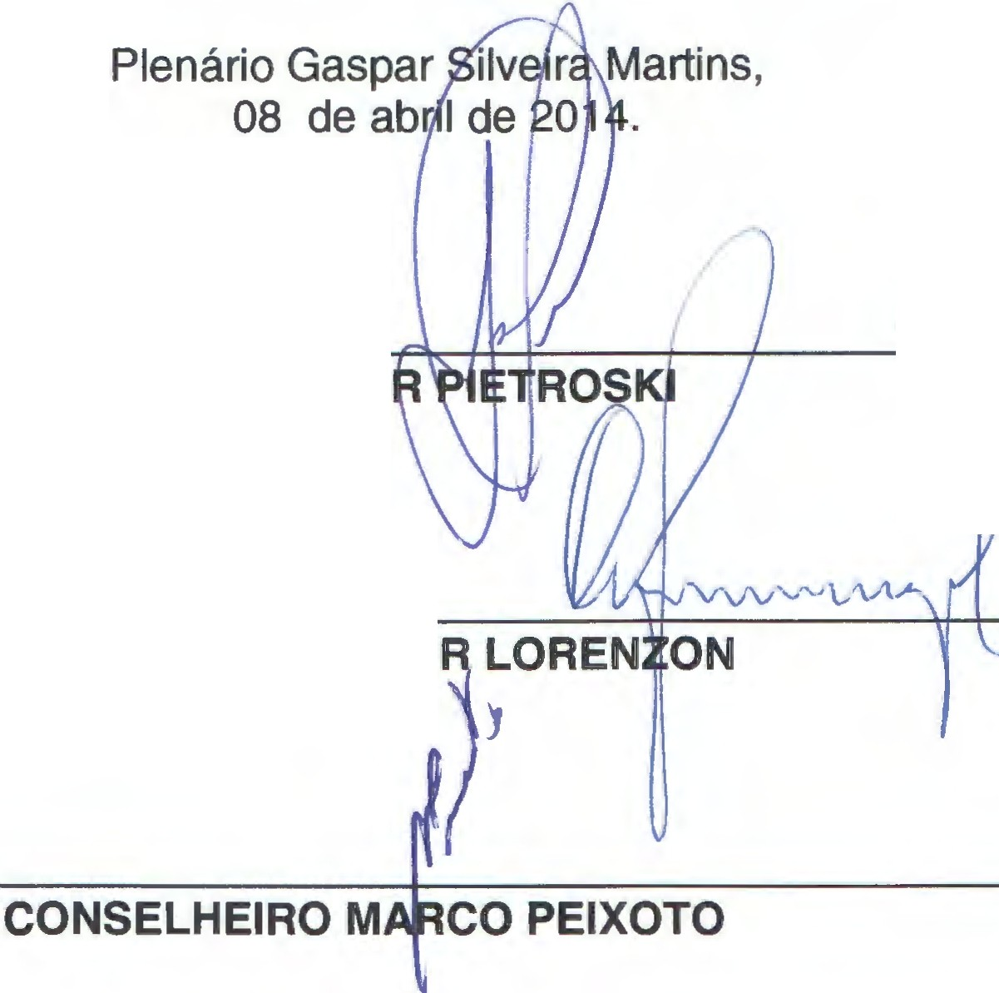 Plenário Gaspar Silveira Martins,
08 de abril de 2014.
R PIETROSKI
R LORENZON
CONSELHEIRO MARCO PEIXOTO